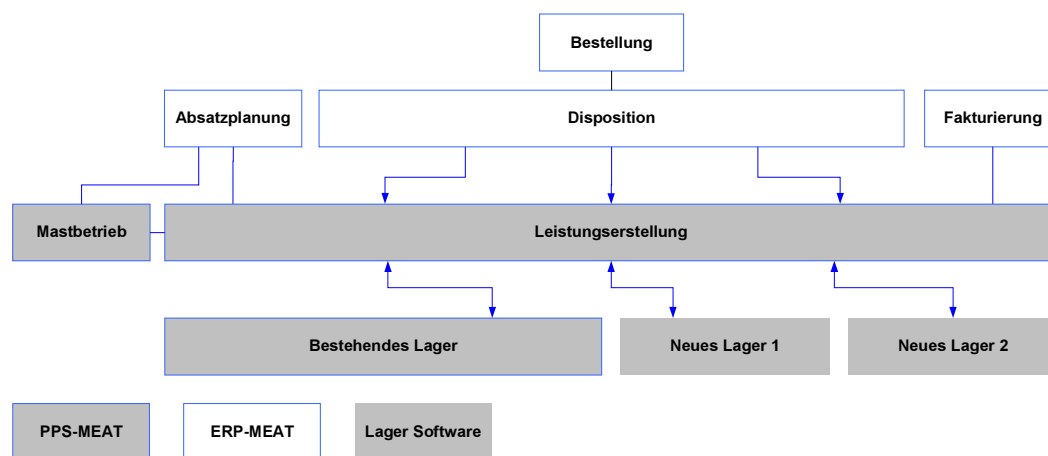 Bestellung
Absatzplanung
Disposition
Fakturierung
Mastbetrieb
Leistungserstellung
Bestehendes Lager
Neues Lager 1
Neues Lager 2
PPS-MEAT
ERP-MEAT
Lager Software